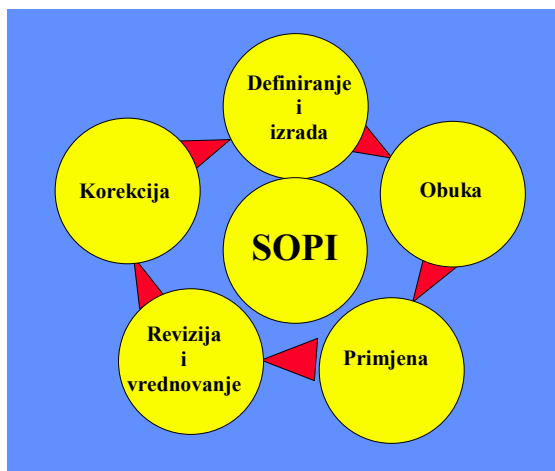 Definiranje
i
izrada
Korekcija
Obuka
SOPI
Revizija
i
vrednovanje
Primjena